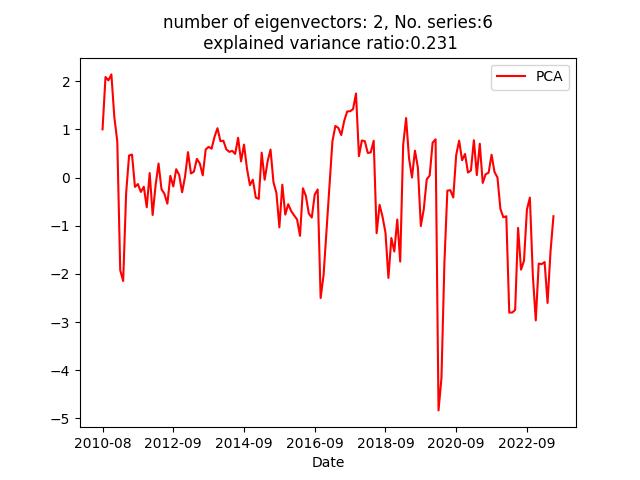 number of eigenvectors: 2, No. series:6
explained variance ratio:0.231
PCA
2
1
0
−1
−2
−3
−4
−5
2010-08 2012-09 2014-09 2016-09 2018-09 2020-09 2022-09
Date